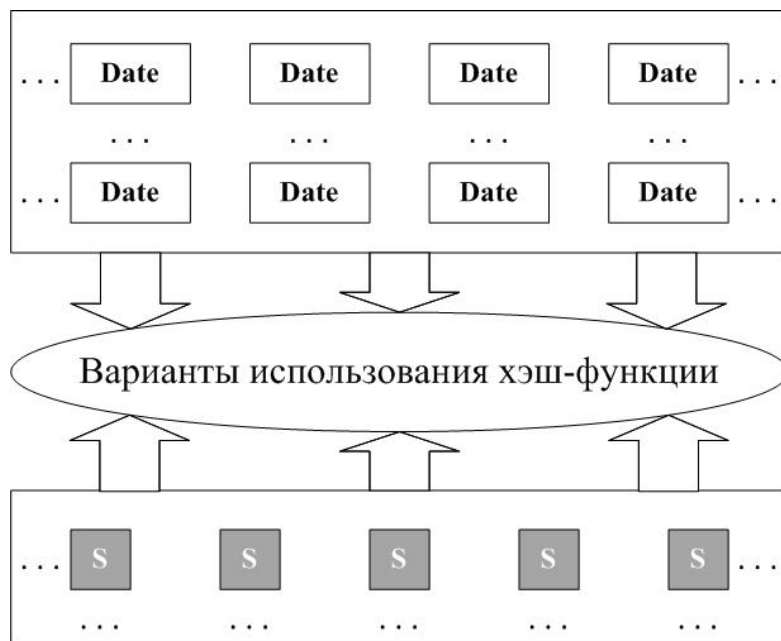 . . . Date Date Date Date . . .
. . . . . . . . . . . .
. . . Date Date Date Date . . .
Варианты использования хэш-функции
. . . S S S S S . . .
. . . . . . . . . . . . . . .